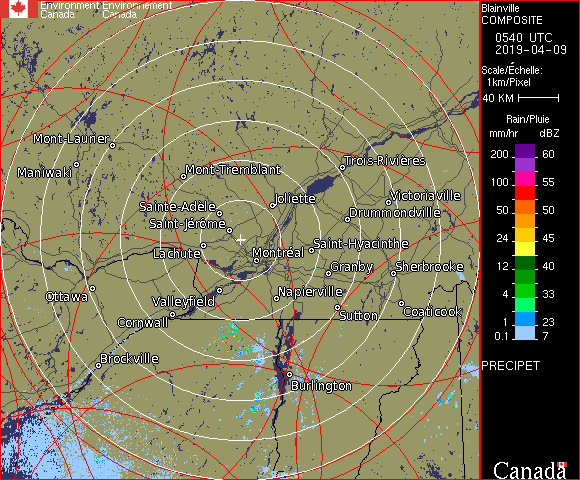 Environment Environnement
Canada Canada
Blainville
COMPOSITE
0540 UTC
2019-04-09
Scale/Échelle:
1km/Pixel
40 KM
Rain/Pluie
mm/hr dBZ
200 60
100 55
50 50
24 45
12 40
4 33
1 23
0.1 7
PRECIPET
Canada
Mont-Laurier
Maniwaki
Mont-Tremblant
Trois-Rivières
Joliette
Victoriaville
Sainte-Adèle
Drummondville
Saint-Jérôme
Saint-Hyacinthe
Lachute
Montréal
Granby
Sherbrooke
Ottawa
Valleyfield
Napierville
Coaticook
Cornwall
Sutton
Brockville
Burlington